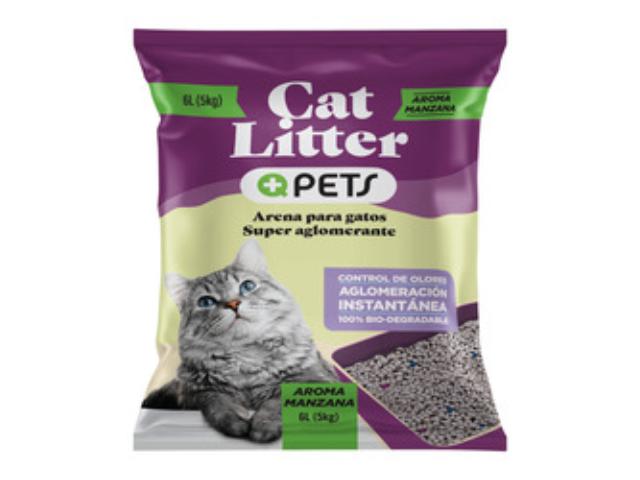 6L (5kg)
Cat
Litter
AROMA
MANZANA
PETS
Arena para gatos
Super aglomerante
CONTROL DE OLORES
AGLOMERACIÓN
INSTANTÁNEA
100% BIO-DEGRADABLE
AROMA
MANZANA
6L (5kg)